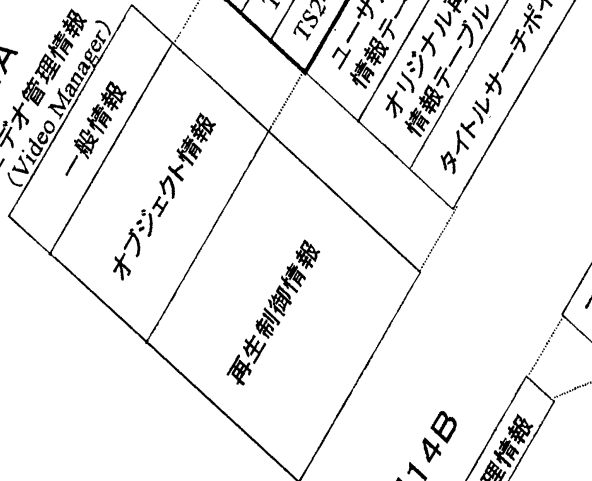 デオ管理情報
(Video Manager)
一般情報
オブジェクト情報
再生制御情報
TS2
ユーザ
情報テー
オリジナル再
情報テーブル
タイトルサーチポイ
14B
理情報